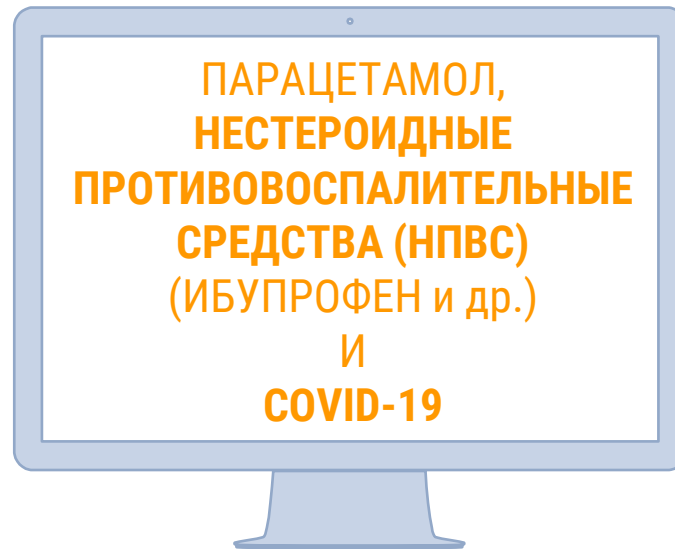 ПАРАЦЕТАМОЛ,
НЕСТЕРОИДНЫЕ
ПРОТИВОВОСПАЛИТЕЛЬНЫЕ
СРЕДСТВА (НПВС)
(ИБУПРОФЕН и др.)
И
COVID-19